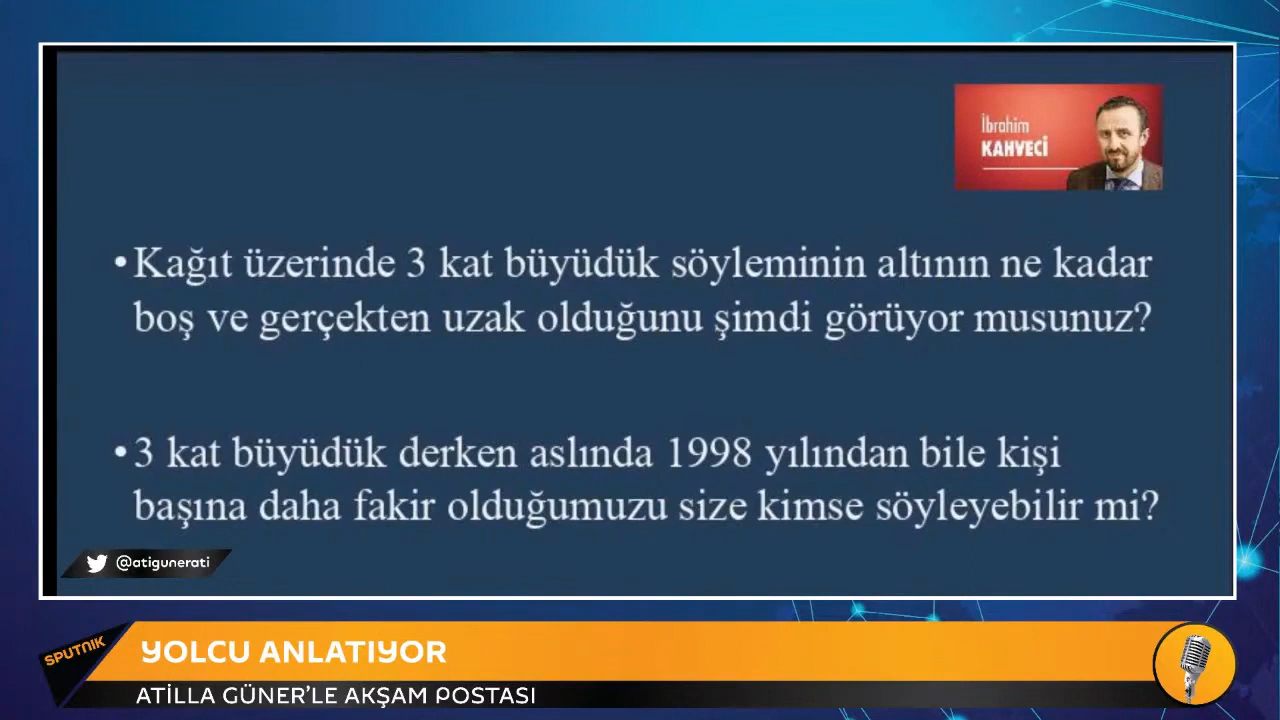 İbrahim
KAHVECİ
•Kağıt üzerinde 3 kat büyüdük söyleminin altının ne kadar
boş ve gerçekten uzak olduğunu şimdi görüyor musunuz?
•3 kat büyüdük derken aslında 1998 yılından bile kişi
başına daha fakir olduğumuzu size kimse söyleyebilir mi?
@atigunerati
SPUTNİK
YOLCU ANLATIYOR
ATİLLA GÜNER'LE AKŞAM POSTASI